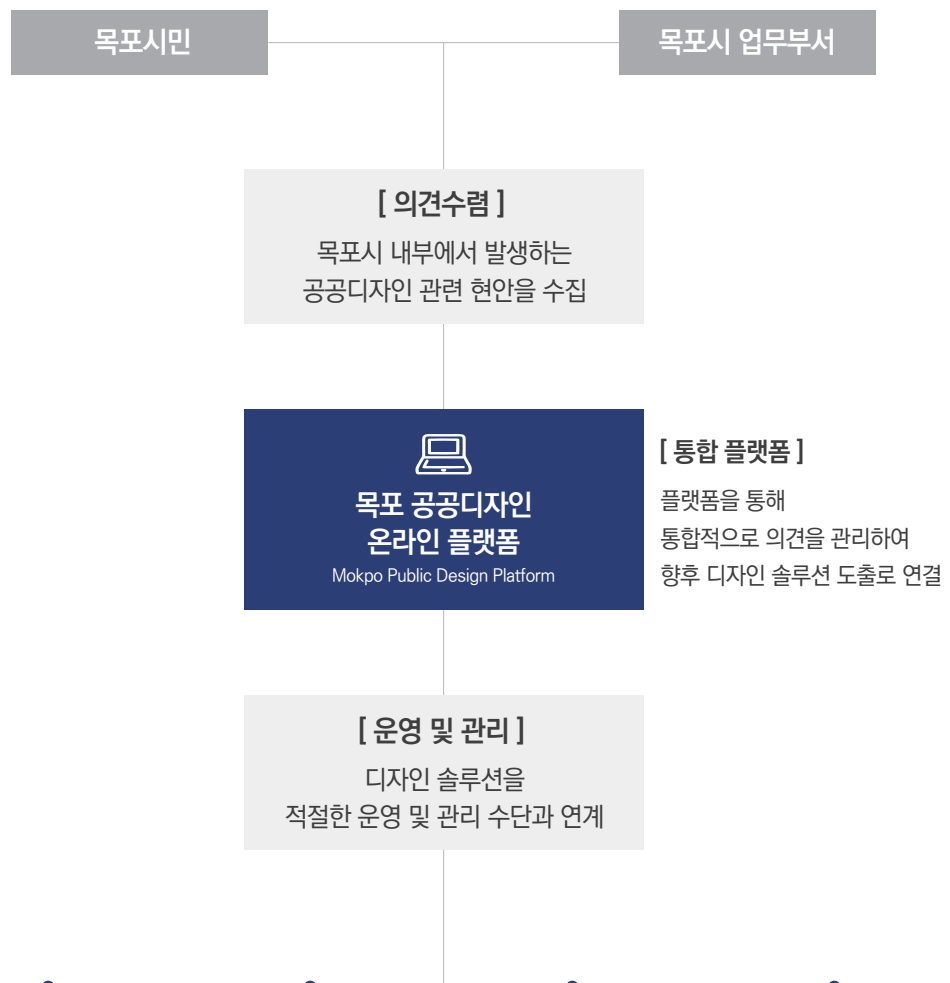 목포시민
목포시 업무부서
[ 의견수렴 ]
목포시 내부에서 발생하는
공공디자인 관련 현안을 수집
목포 공공디자인
온라인 플랫폼
Mokpo Public Design Platform
[ 통합 플랫폼 ]
플랫폼을 통해
통합적으로 의견을 관리하여
향후 디자인 솔루션 도출로 연결
[ 운영 및 관리 ]
디자인 솔루션을
적절한 운영 및 관리 수단과 연계